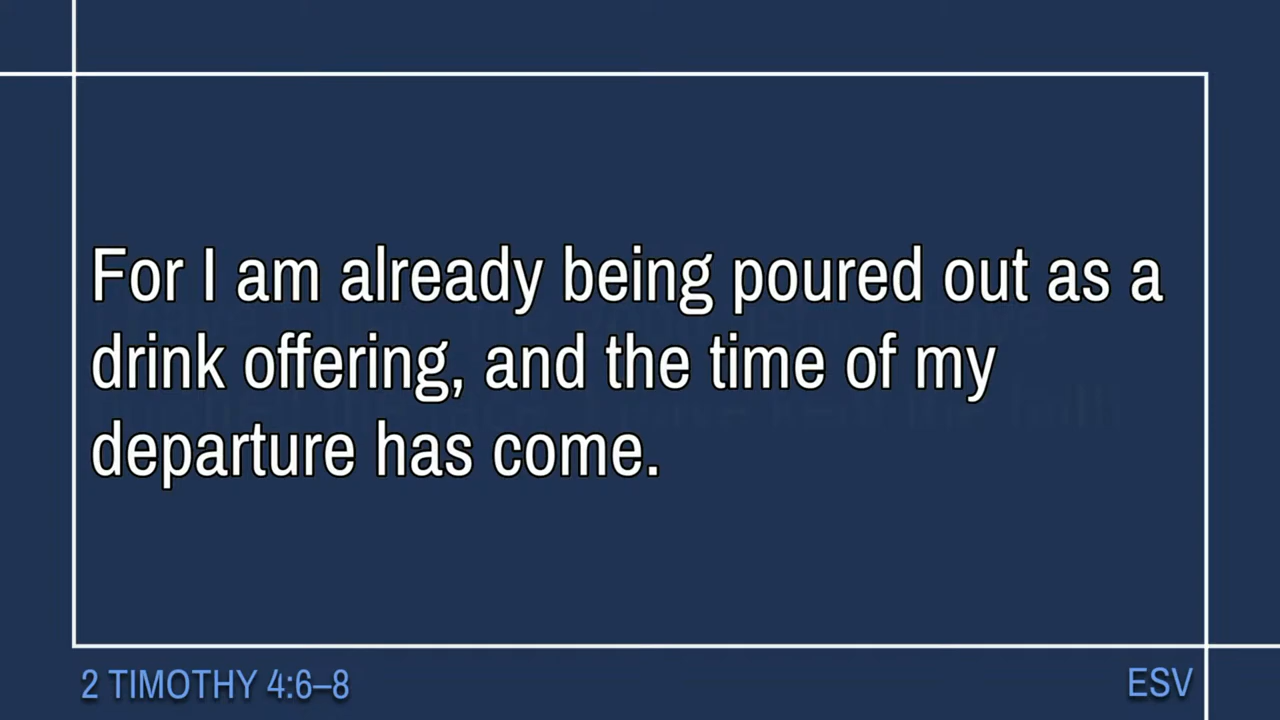 For I am already being poured out as a
drink offering, and the time of my
departure has come.
2 TIMOTHY 4:6–8
ESV